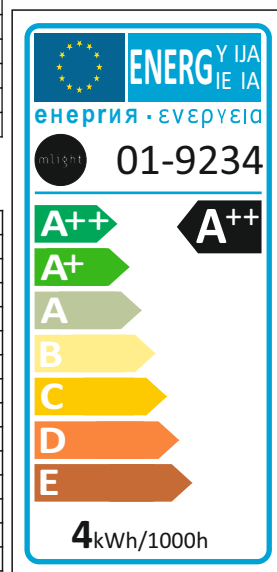 ENERG Y IJA
IE IA
енергия · ενεργεια
mlight 01-9234
A++ A++
A+
A
B
C
D
E
4kWh/1000h